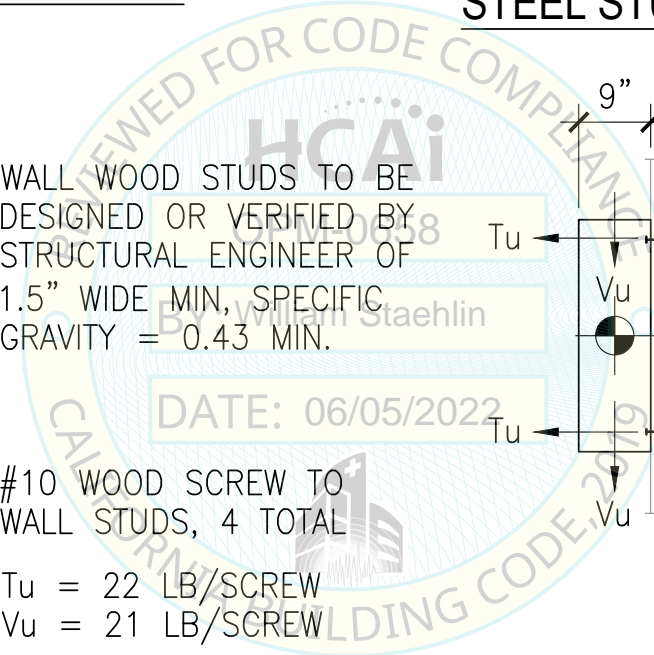 STEEL STU
9"
WALL WOOD STUDS TO BE
DESIGNED OR VERIFIED BY
STRUCTURAL ENGINEER OF
1.5" WIDE MIN, SPECIFIC
GRAVITY = 0.43 MIN.
#10 WOOD SCREW TO
WALL STUDS, 4 TOTAL
Tu = 22 LB/SCREW
Vu = 21 LB/SCREW
Tu
Vu
Tu
Vu
REVIEWED FOR CODE COMPLIANCE
HCAi
OPM-0658
BY: William Staehlin
DATE: 06/05/2022
CALIFORNIA BUILDING CODE, 2019